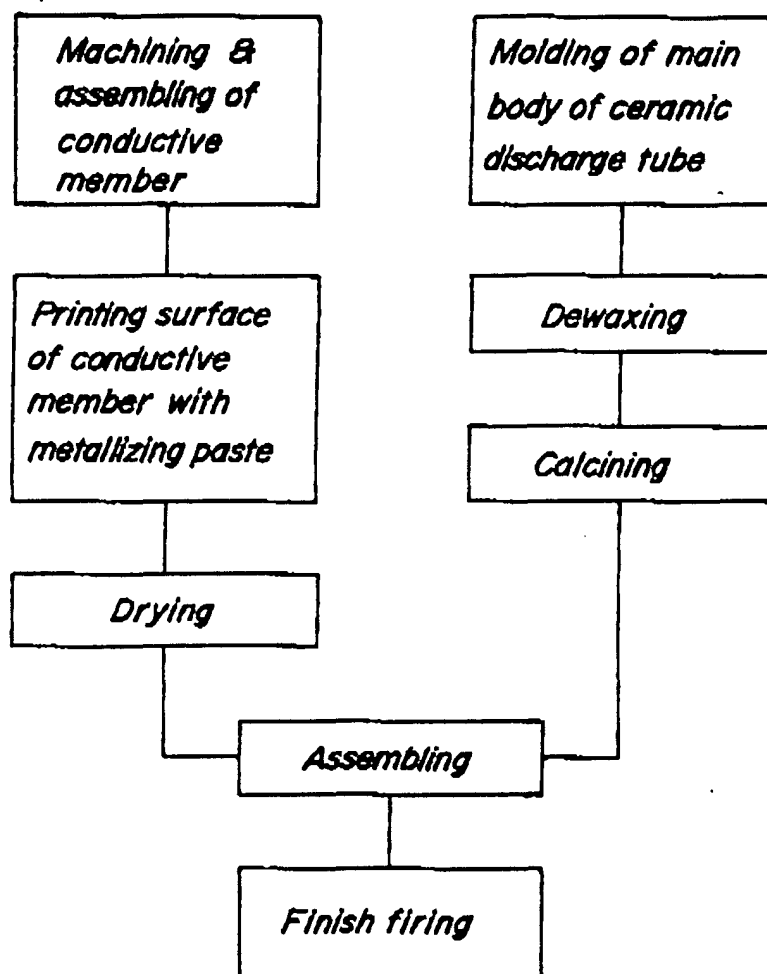 Machining &
assembling of
conductive
member
Molding of main
body of ceramic
discharge tube
Printing surface
of conductive
member with
metallizing paste
Dewaxing
Calcining
Drying
Assembling
Finish firing